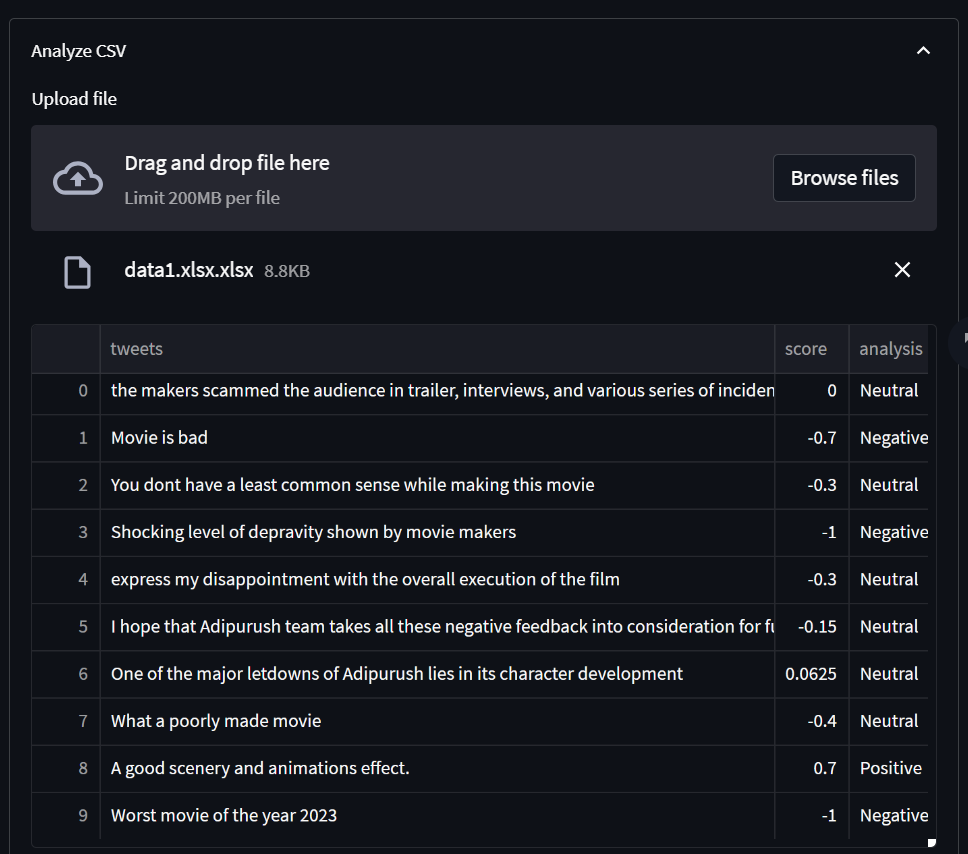 Analyze CSV
Upload file
Drag and drop file here
Limit 200MB per file
Browse files
data1.xlsx.xlsx 8.8KB
tweets score analysis
0 the makers scammed the audience in trailer, interviews, and various series of inciden 0 Neutral
1 Movie is bad -0.7 Negative
2 You dont have a least common sense while making this movie -0.3 Neutral
3 Shocking level of depravity shown by movie makers -1 Negative
4 express my disappointment with the overall execution of the film -0.3 Neutral
5 I hope that Adipurush team takes all these negative feedback into consideration for fu -0.15 Neutral
6 One of the major letdowns of Adipurush lies in its character development 0.0625 Neutral
7 What a poorly made movie -0.4 Neutral
8 A good scenery and animations effect. 0.7 Positive
9 Worst movie of the year 2023 -1 Negative